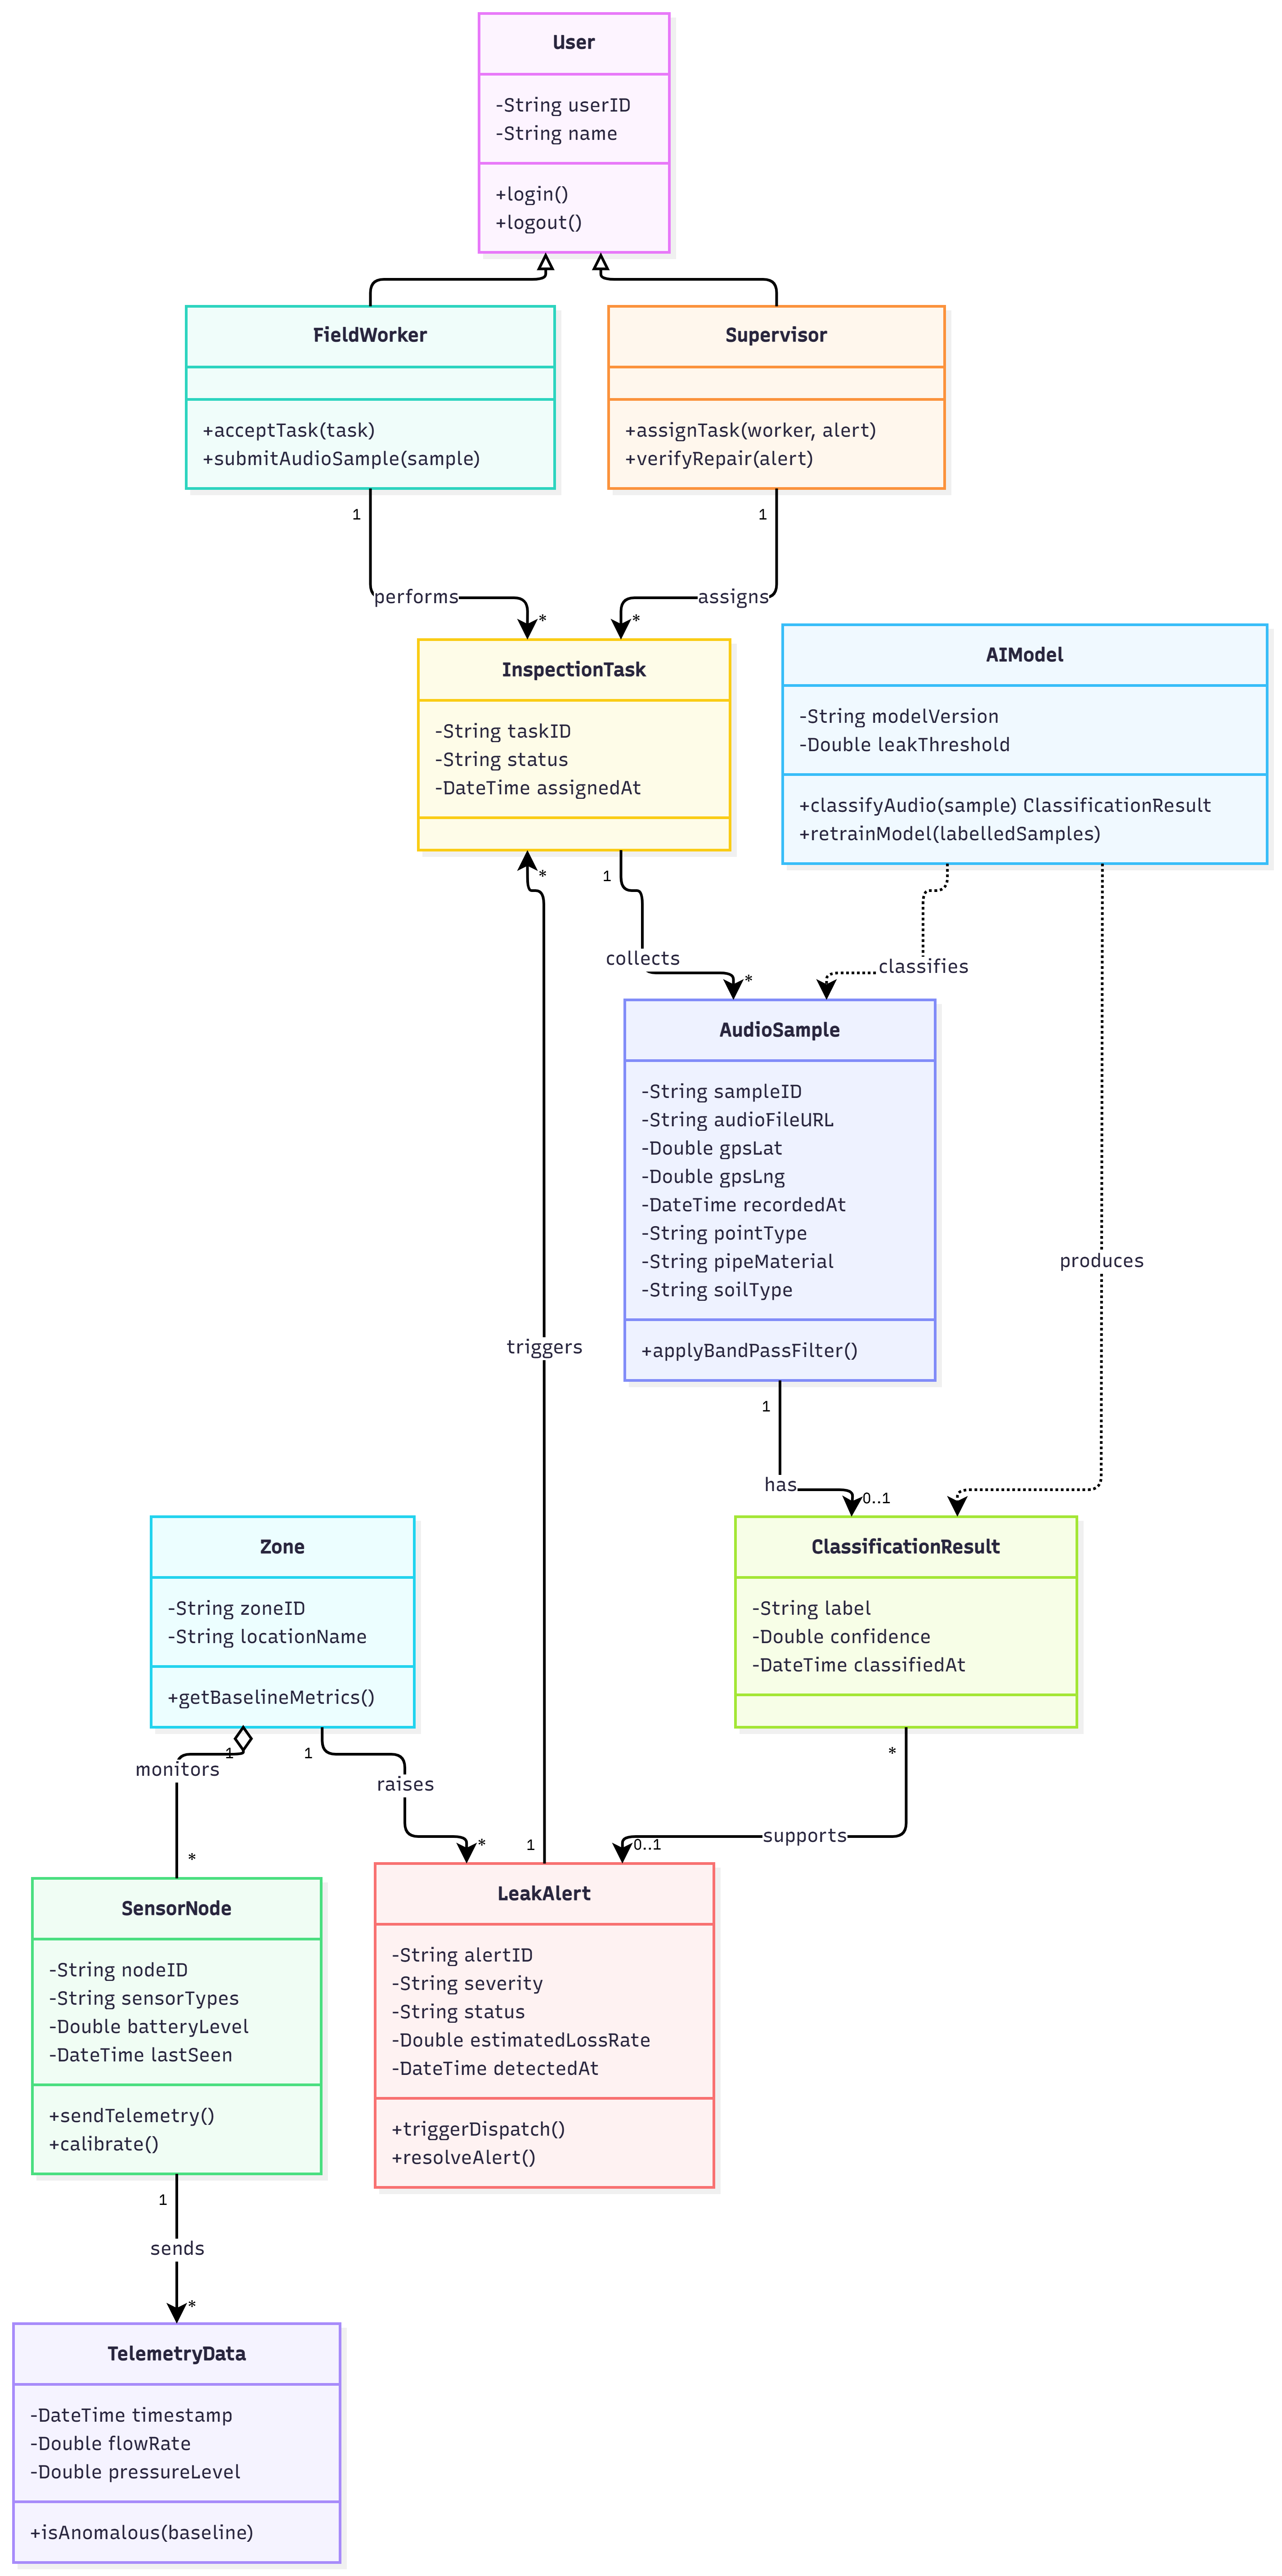 User
-String userID
-String name
+login()
+logout()
FieldWorker
+acceptTask(task)
+submitAudioSample(sample)
Supervisor
+assignTask(worker, alert)
+verifyRepair(alert)
1
1
performs
assigns
*
*
InspectionTask
-String taskID
-String status
-DateTime assignedAt
AIModel
-String modelVersion
-Double leakThreshold
+classifyAudio(sample) ClassificationResult
+retrainModel(labelledSamples)
*
1
collects
classifies
*
AudioSample
-String sampleID
-String audioFileURL
-Double gpsLat
-Double gpsLng
-DateTime recordedAt
-String pointType
-String pipeMaterial
-String soilType
+applyBandPassFilter()
produces
triggers
1
has
0..1
Zone
-String zoneID
-String locationName
+getBaselineMetrics()
ClassificationResult
-String label
-Double confidence
-DateTime classifiedAt
1
1
*
monitors
raises
supports
*
*
1
0..1
SensorNode
-String nodeID
-String sensorTypes
-Double batteryLevel
-DateTime lastSeen
+sendTelemetry()
+calibrate()
LeakAlert
-String alertID
-String severity
-String status
-Double estimatedLossRate
-DateTime detectedAt
+triggerDispatch()
+resolveAlert()
1
sends
*
TelemetryData
-DateTime timestamp
-Double flowRate
-Double pressureLevel
+isAnomalous(baseline)